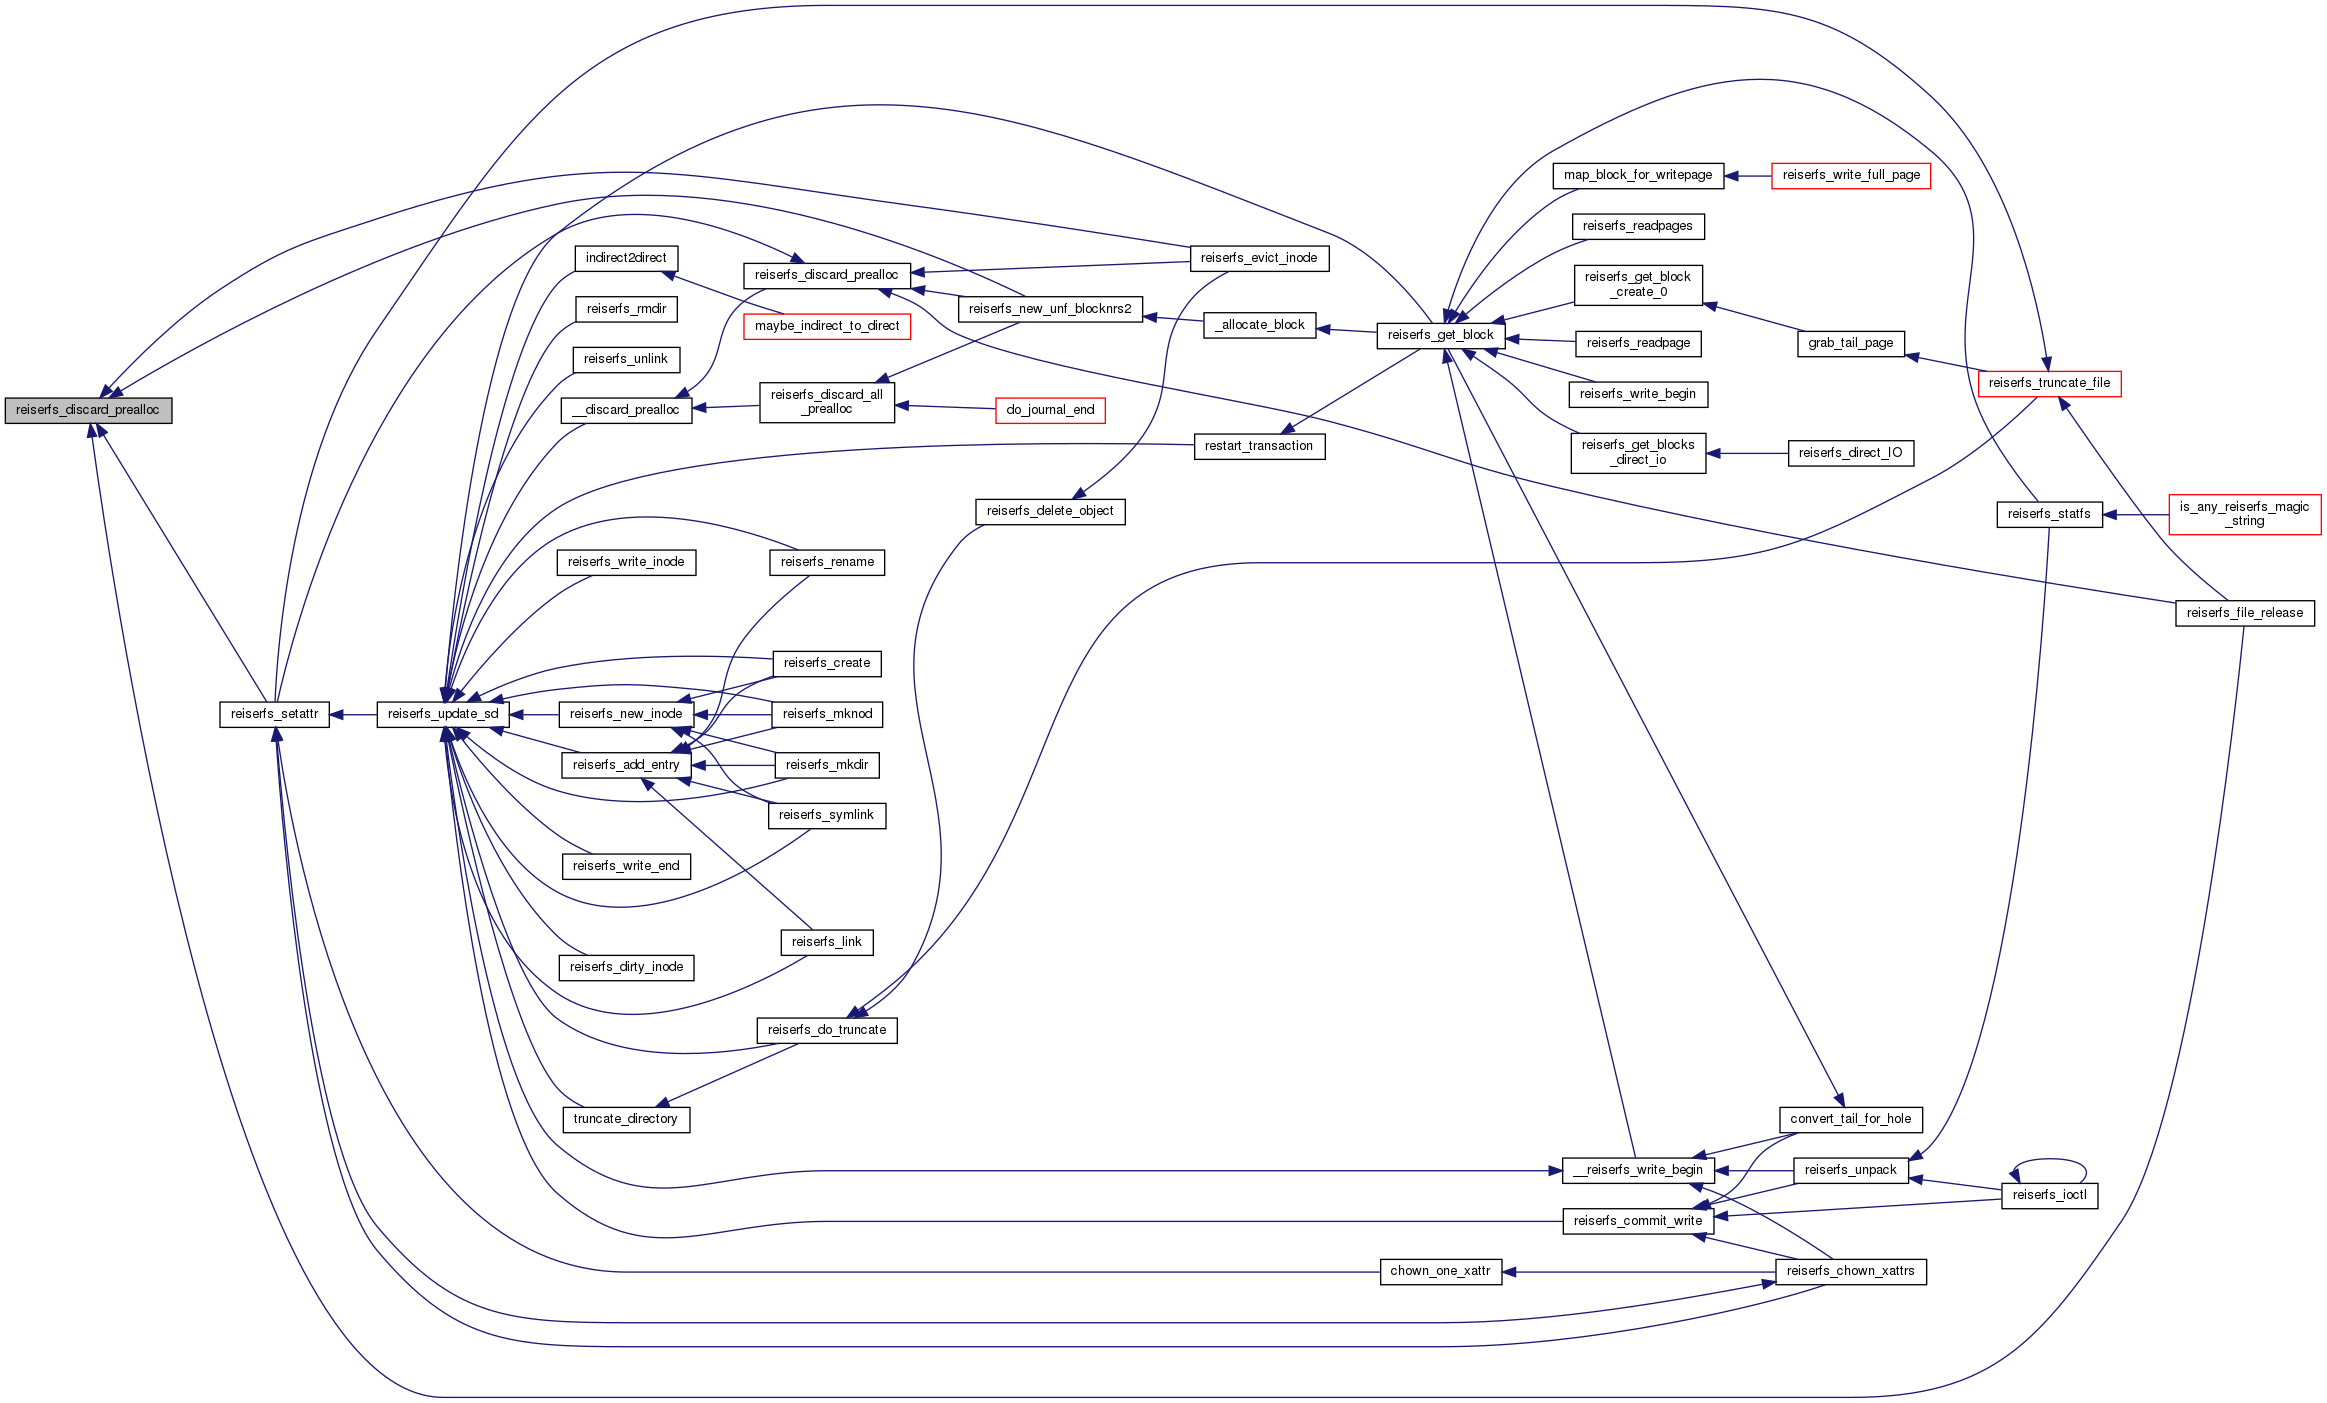 reiserfs_discard_prealloc
reiserfs_setattr
reiserfs_update_sd
indirect2direct
reiserfs_rmdir
reiserfs_unlink
__discard_prealloc
reiserfs_write_inode
reiserfs_new_inode
reiserfs_add_entry
reiserfs_write_end
reiserfs_dirty_inode
truncate_directory
reiserfs_discard_prealloc
maybe_indirect_to_direct
reiserfs_discard_all
_prealloc
reiserfs_rename
reiserfs_create
reiserfs_mknod
reiserfs_mkdir
reiserfs_symlink
reiserfs_link
reiserfs_do_truncate
reiserfs_new_unf_blocknrs2
do_journal_end
reiserfs_delete_object
reiserfs_evict_inode
_allocate_block
restart_transaction
reiserfs_get_block
chown_one_xattr
map_block_for_writepage
reiserfs_readpages
reiserfs_get_block
_create_0
reiserfs_readpage
reiserfs_write_begin
reiserfs_get_blocks
_direct_io
__reiserfs_write_begin
reiserfs_commit_write
reiserfs_write_full_page
grab_tail_page
reiserfs_direct_IO
convert_tail_for_hole
reiserfs_unpack
reiserfs_chown_xattrs
reiserfs_truncate_file
reiserfs_statfs
reiserfs_ioctl
is_any_reiserfs_magic
_string
reiserfs_file_release